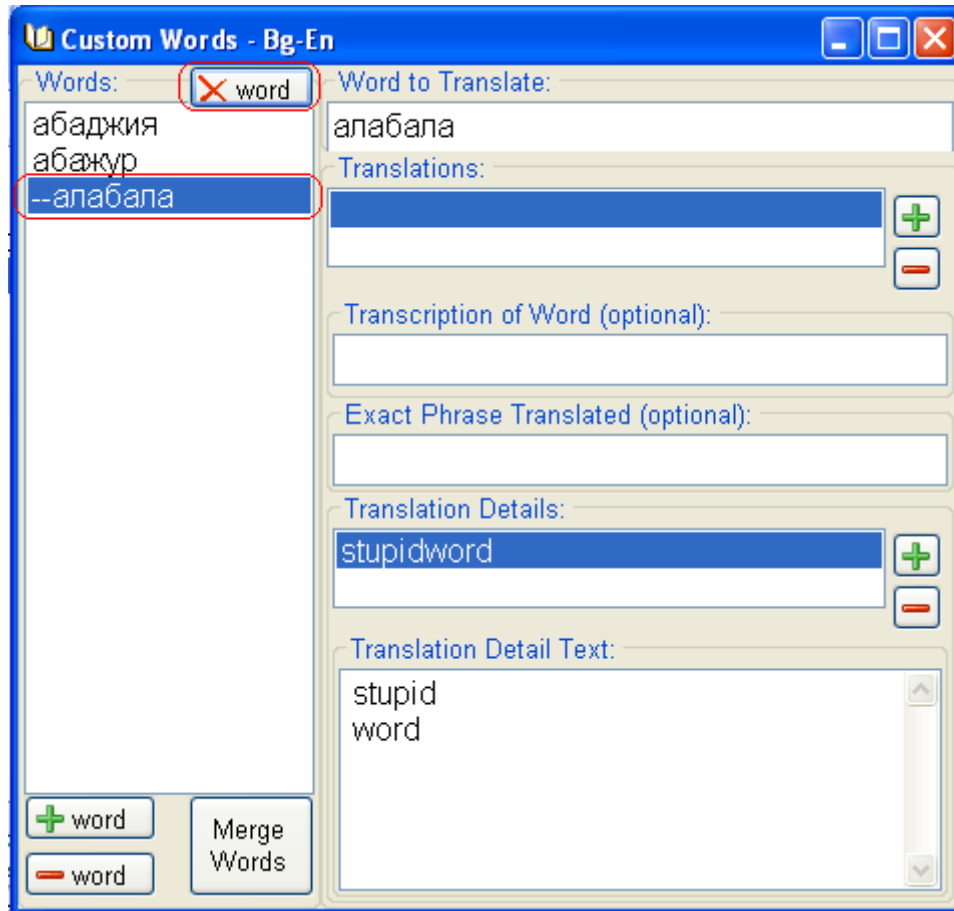 Custom Words - Bg-En
Words:
word
абаджия
абажур
--алабала
word
word
Merge
Words
Word to Translate:
алабала
Translations:
Transcription of Word (optional):
Exact Phrase Translated (optional):
Translation Details:
stupidword
Translation Detail Text:
stupid
word